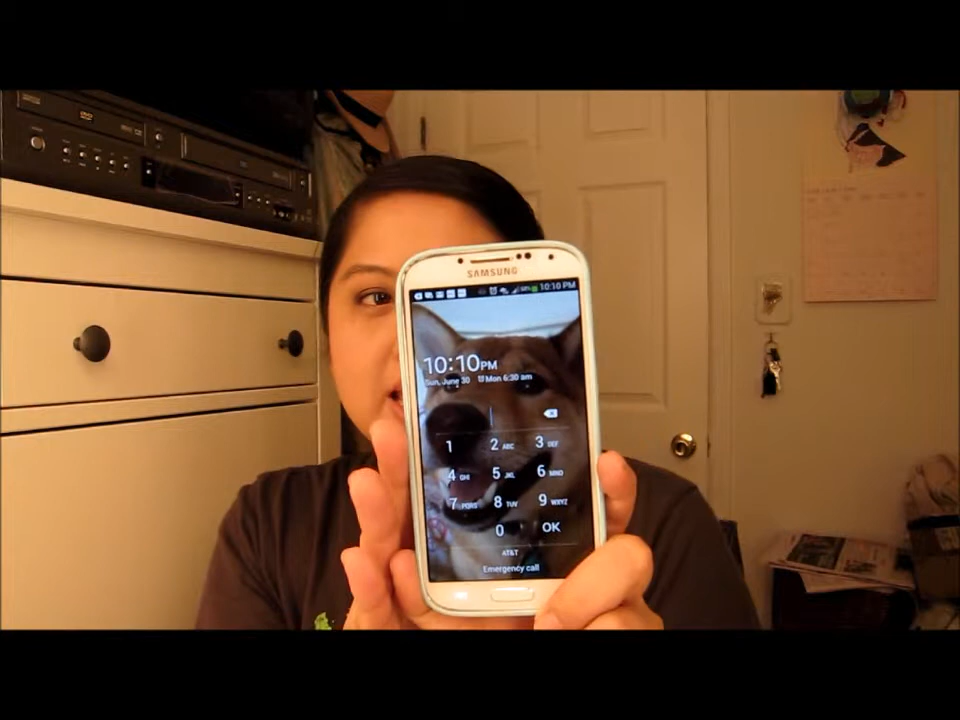 SAMSUNG
10:10 PM
10:10PM
Sun, June 30 Mon 6:30 am
1 2 ABC 3 DEF
4 GHI 5 JKL 6 MNO
7 PQRS 8 TUV 9 WXYZ
0 OK
AT&T
Emergency call